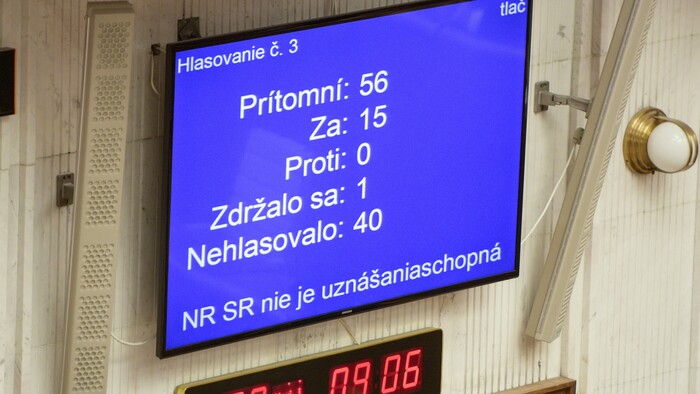 tlač
Hlasovanie č. 3
Prítomní: 56
Za: 15
Proti: 0
Zdržalo sa: 1
Nehlasovalo: 40
NR SR nie je uznášaniaschopná
09 06